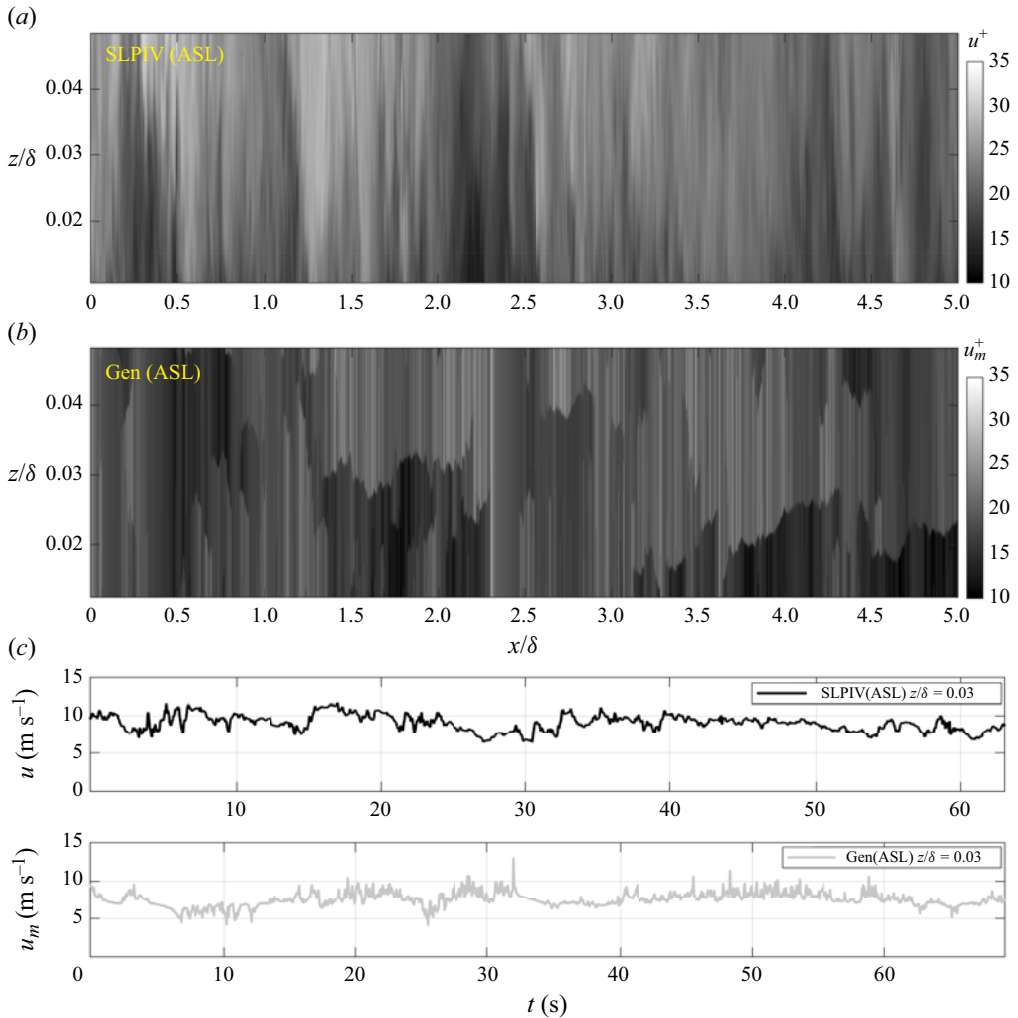 (a)
SLPIV (ASL)
u+
35
0.04
30
z/δ
0.03
25
20
0.02
15
10
0 0.5 1.0 1.5 2.0 2.5 3.0 3.5 4.0 4.5 5.0
(b)
Gen (ASL)
u_m^+
35
0.04
30
z/δ
0.03
25
20
0.02
15
10
0 0.5 1.0 1.5 2.0 2.5 3.0 3.5 4.0 4.5 5.0
x/δ
(c)
15
SLPIV(ASL) z/δ = 0.03
10
u (m s⁻¹)
5
0
10 20 30 40 50 60
15
Gen(ASL) z/δ = 0.03
10
u_m (m s⁻¹)
5
0 10 20 30 40 50 60
t (s)